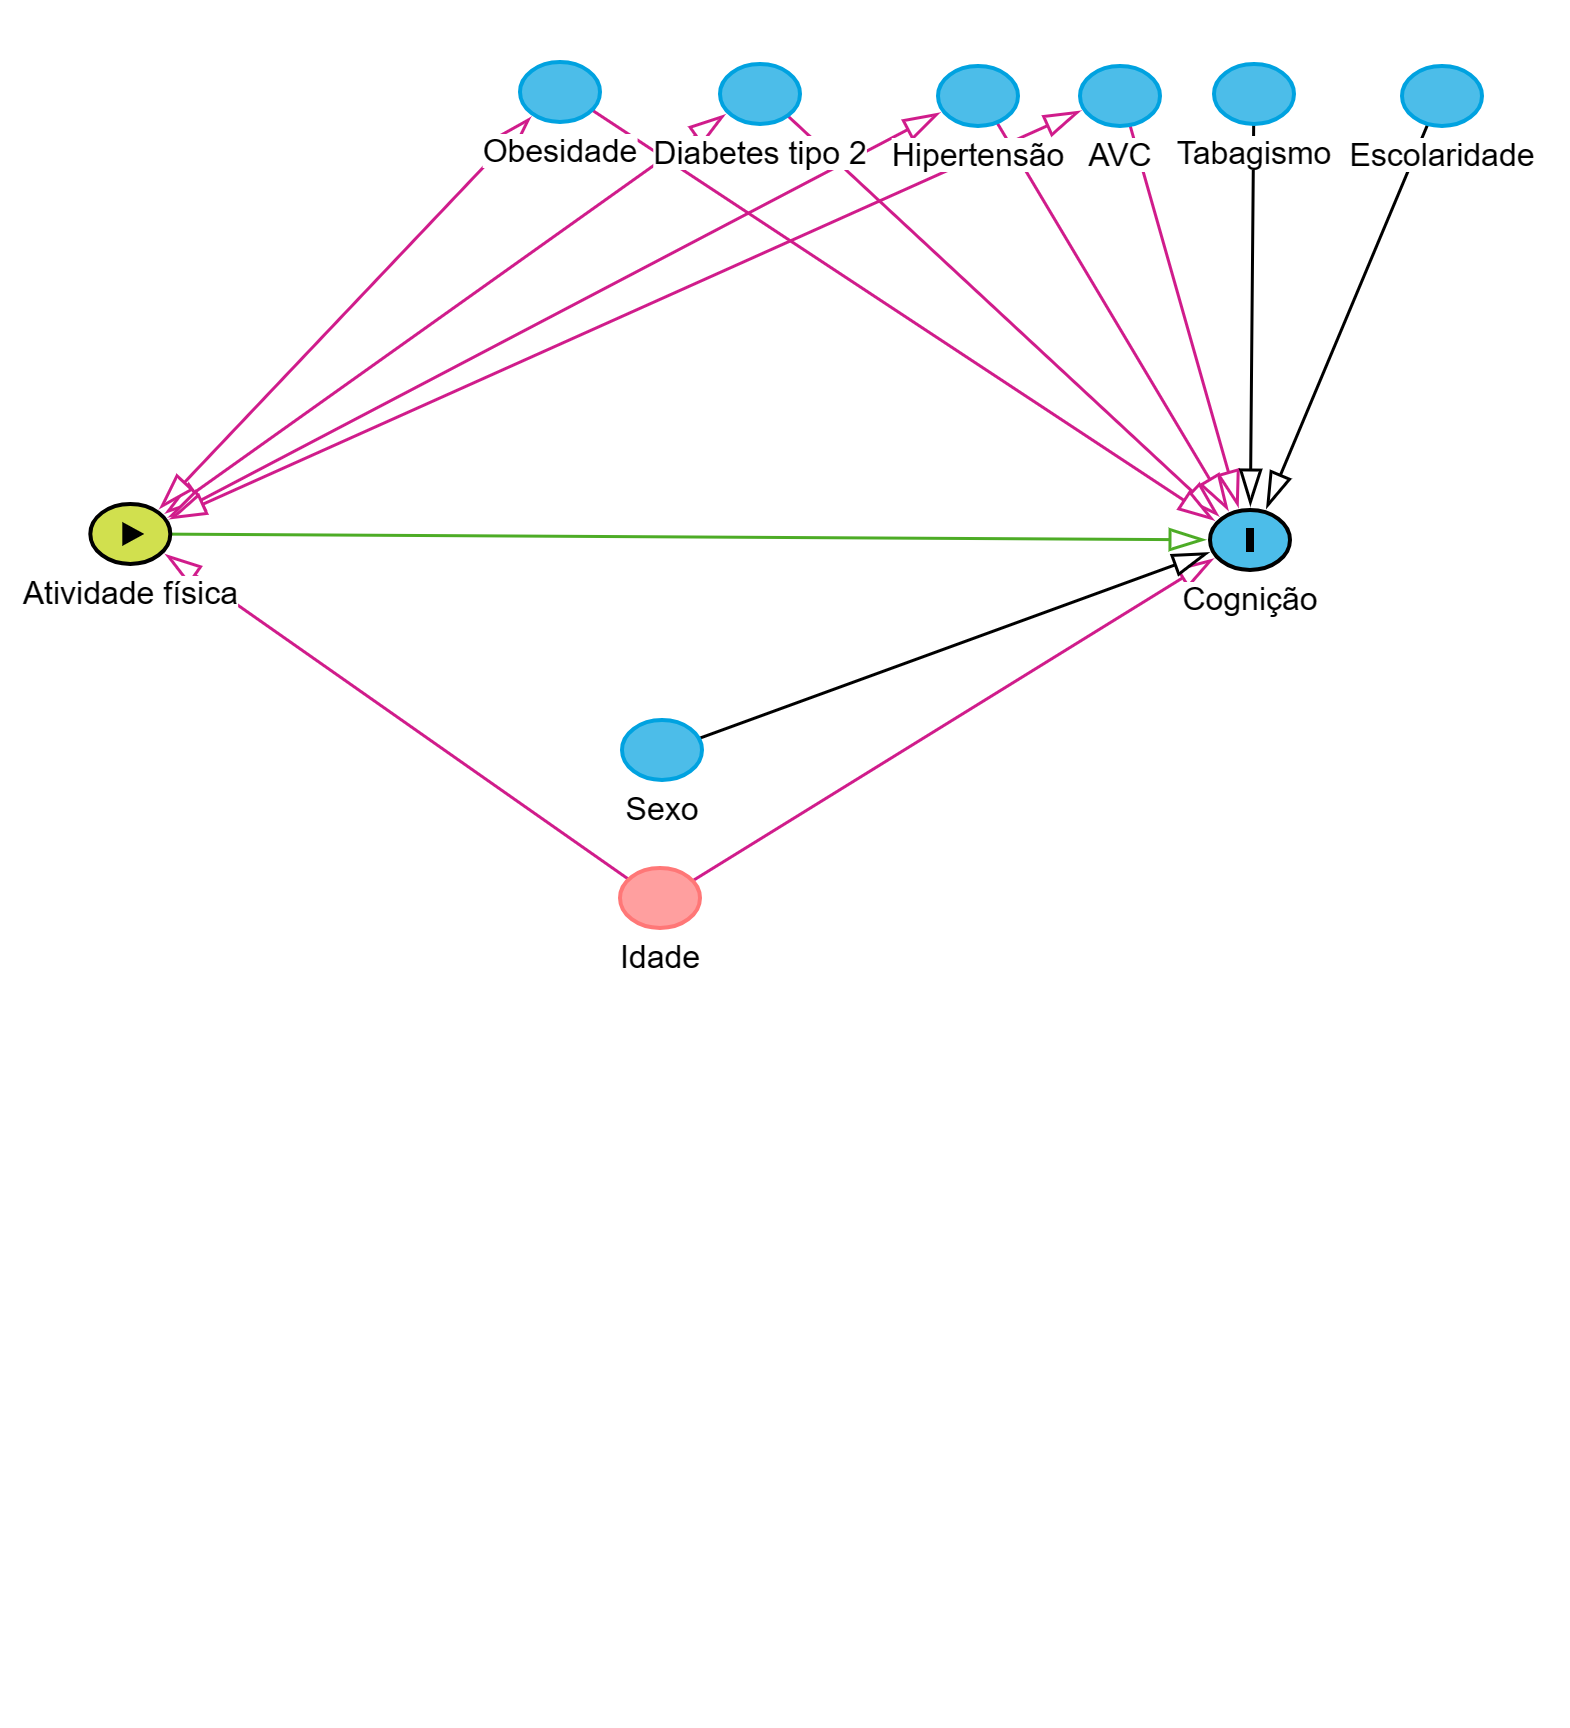 Obesidade
Diabetes tipo 2
Hipertensão
AVC
Tabagismo
Escolaridade
Atividade física
Cognição
Sexo
Idade